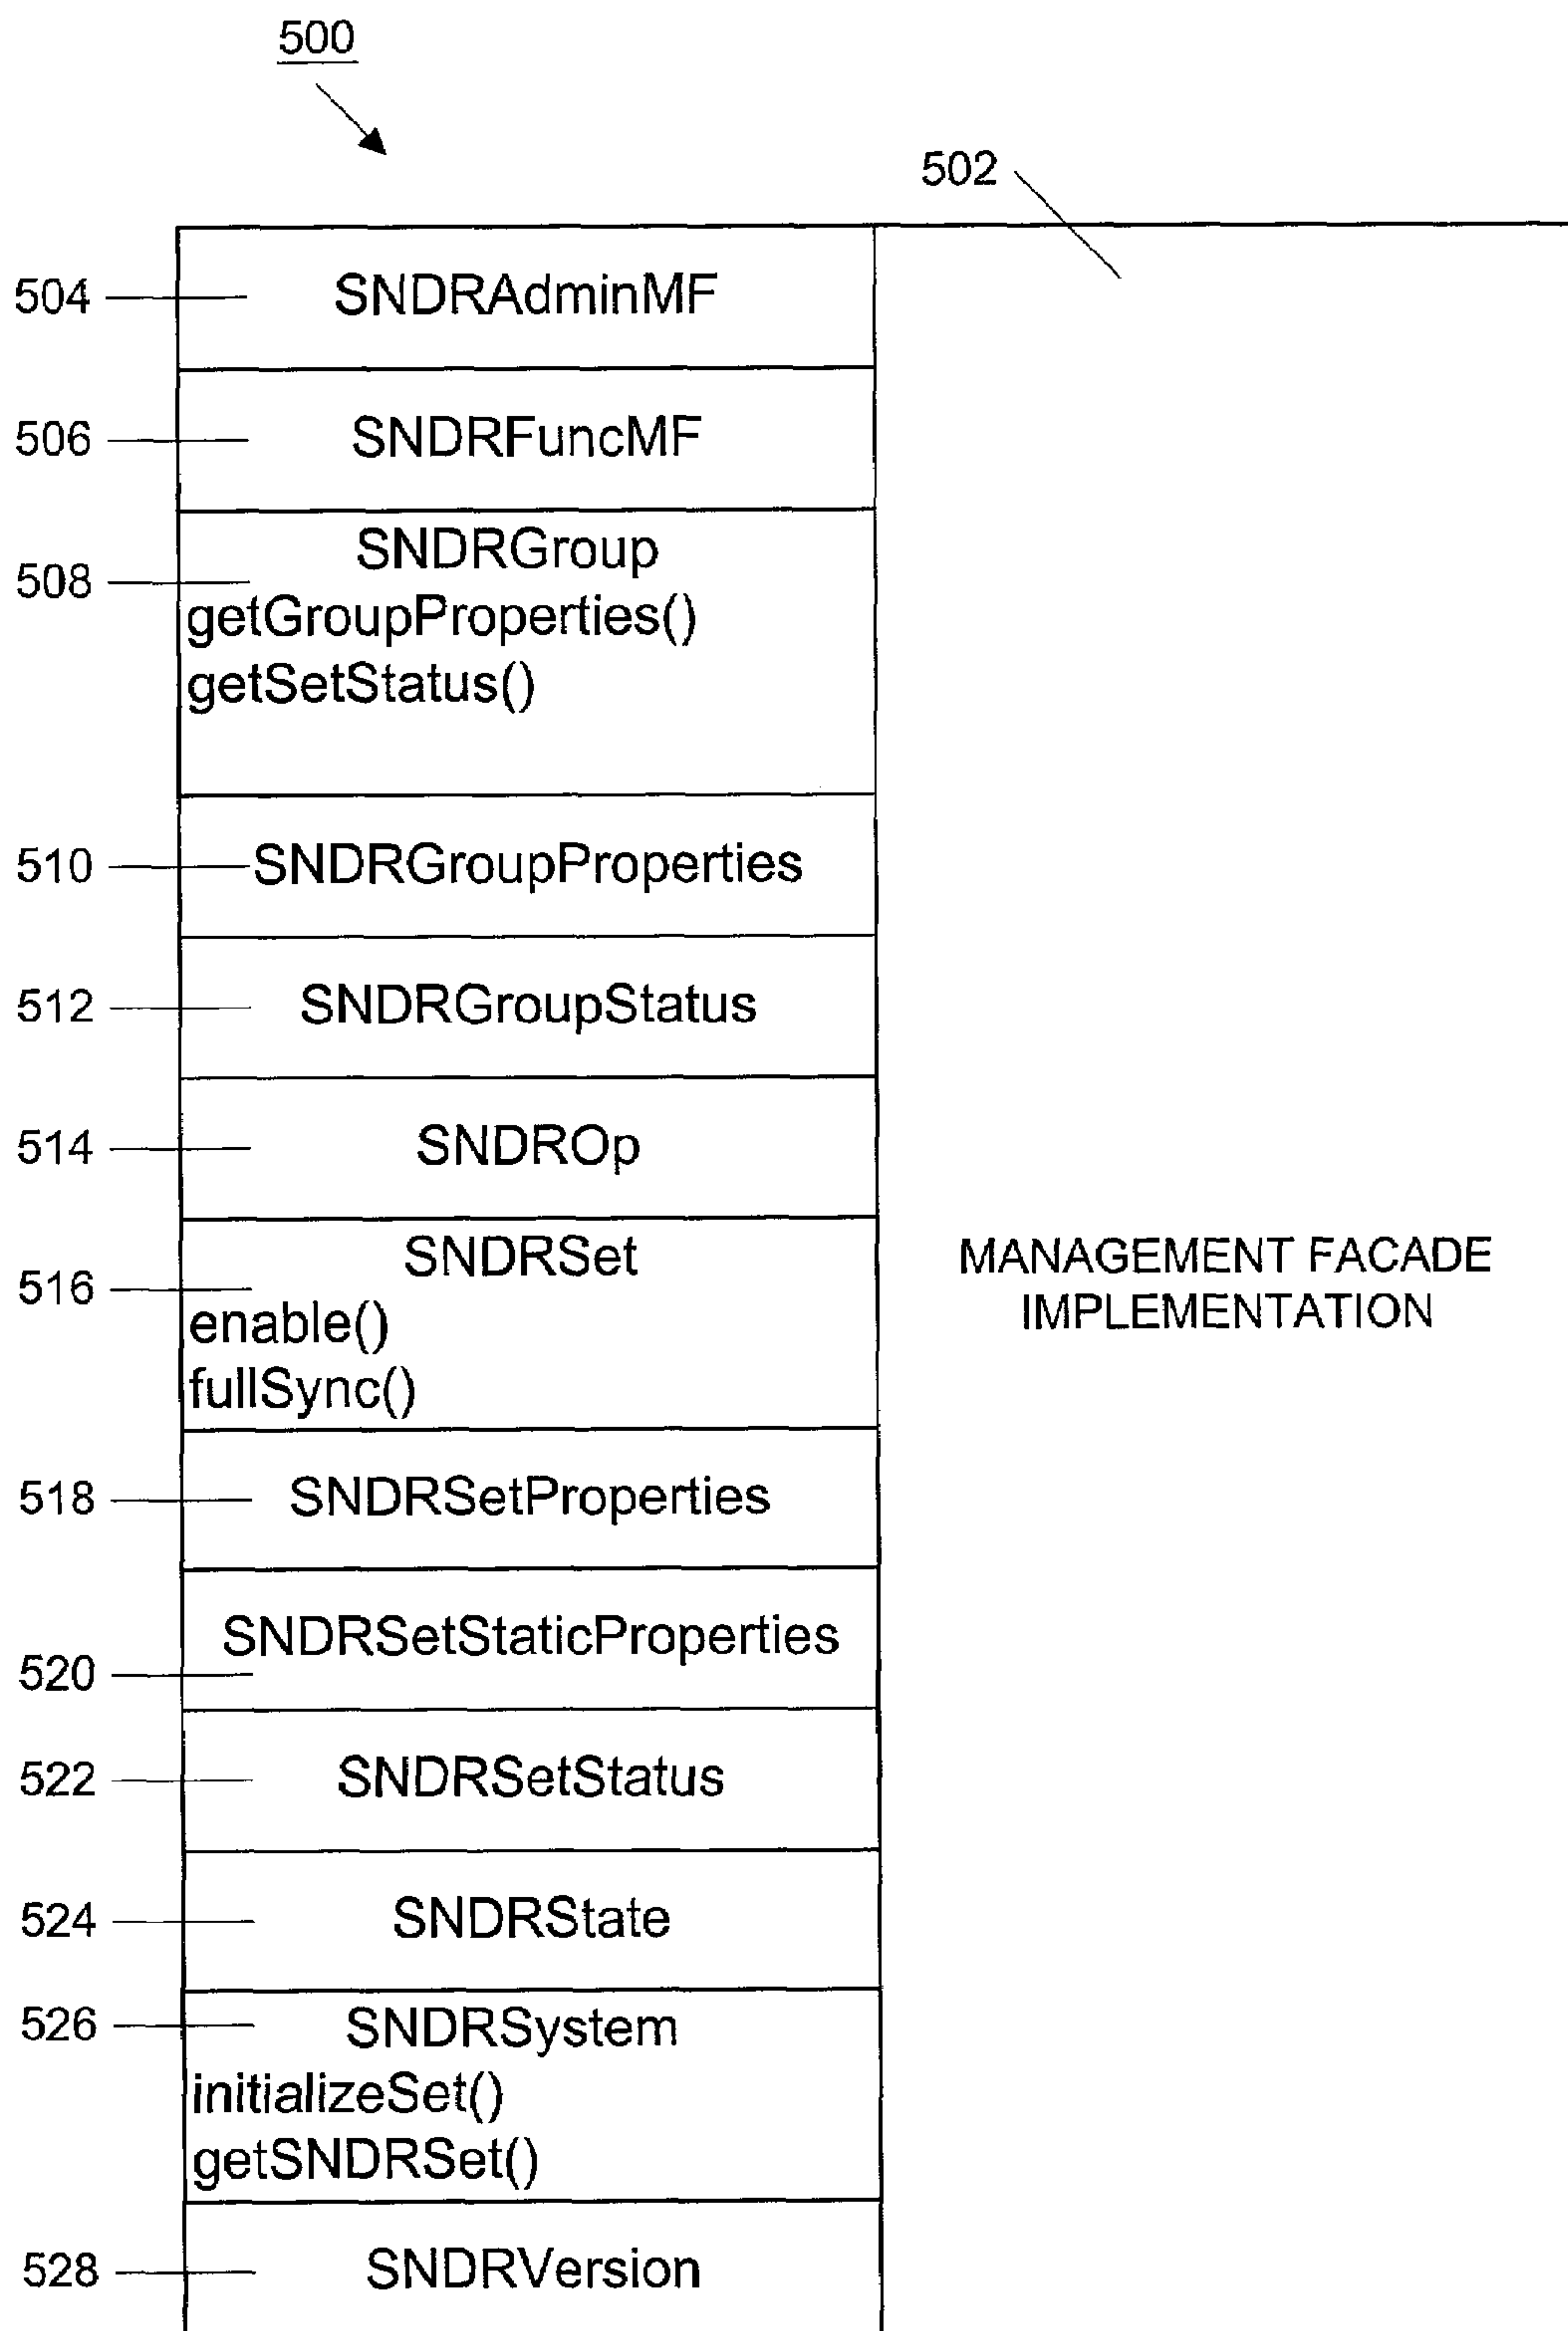 500
502
504 SNDRAdminMF
506 SNDRFuncMF
SNDRGroup
508
getGroupProperties()
getSetStatus()
510 SNDRGroupProperties
512 SNDRGroupStatus
514 SNDROp
SNDRSet
516
enable()
fullSync()
MANAGEMENT FACADE
IMPLEMENTATION
518 SNDRSetProperties
SNDRSetStaticProperties
520
522 SNDRSetStatus
524 SNDRState
526 SNDRSystem
initializeSet()
getSNDRSet()
528 SNDRVersion